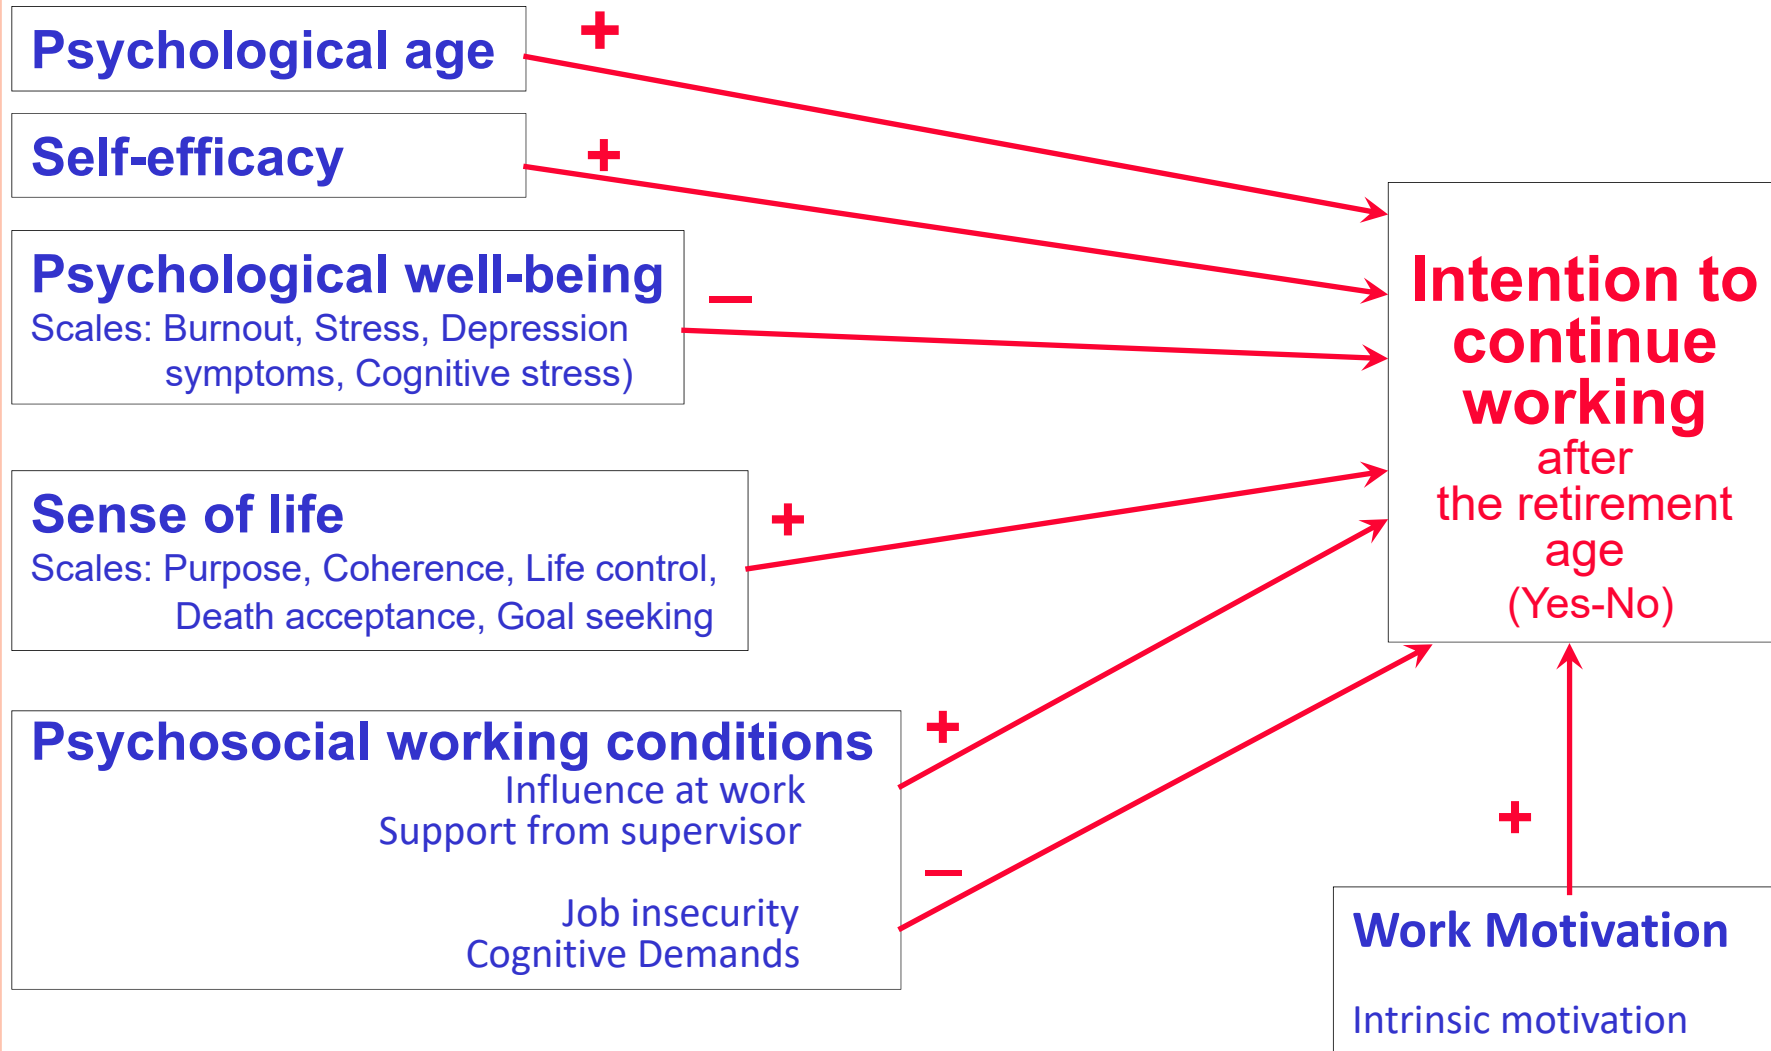 Psychological age
+
Self-efficacy
+
Psychological well-being
Scales: Burnout, Stress, Depression
symptoms, Cognitive stress)
–
Sense of life
Scales: Purpose, Coherence, Life control,
Death acceptance, Goal seeking
+
Psychosocial working conditions
Influence at work
Support from supervisor
+
Job insecurity
Cognitive Demands
–
Intention to
continue
working
after
the retirement
age
(Yes-No)
+
Work Motivation
Intrinsic motivation